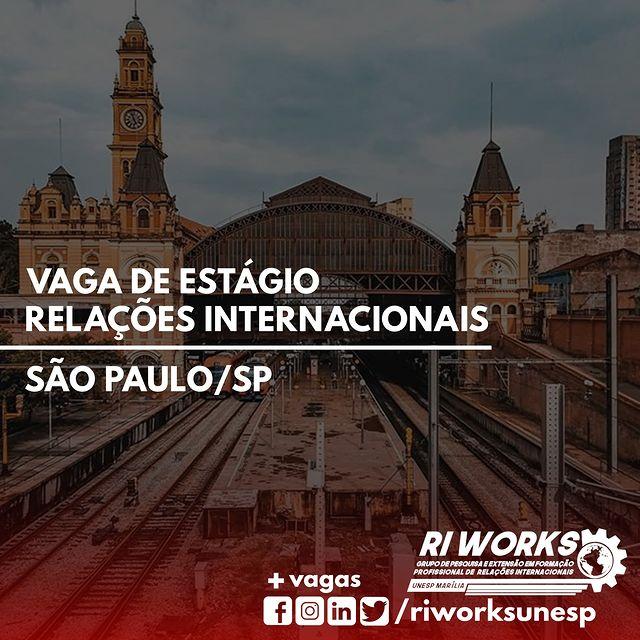 VAGA DE ESTÁGIO
RELAÇÕES INTERNACIONAIS
SÃO PAULO/SP
RI WORKS
GRUPO DE PESQUISA E EXTENSÃO EM FORMAÇÃO
PROFISSIONAL DE RELAÇÕES INTERNACIONAIS
UNESP MARÍLIA
+ vagas
/riworksunesp